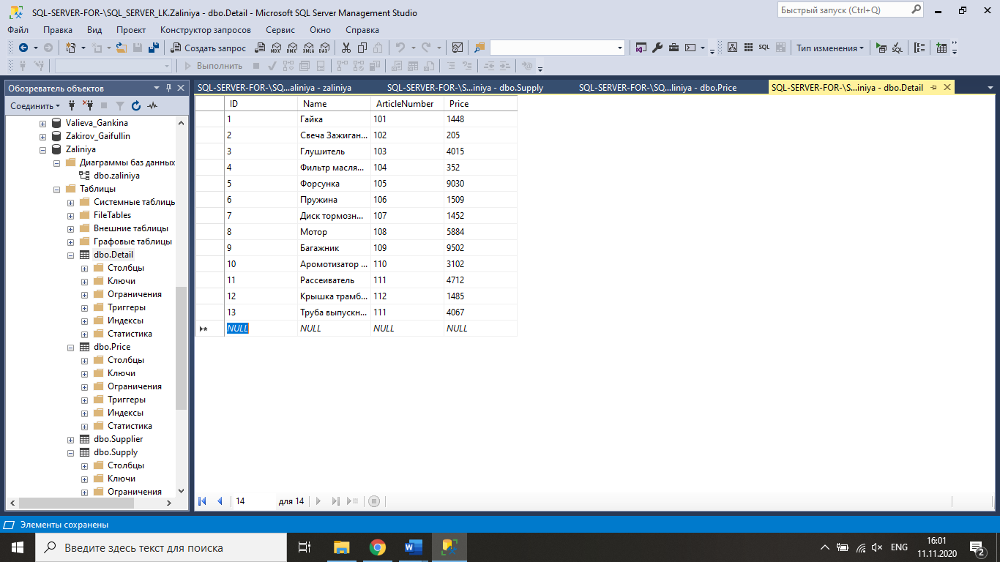 SQL-SERVER-FOR-\SQL_SERVER_LK.Zaliniya - dbo.Detail - Microsoft SQL Server Management Studio
Быстрый запуск (Ctrl+Q)
Файл Правка Вид Проект Конструктор запросов Сервис Окно Справка
Создать запрос MDX DMX XMLA DAX SQL Тип изменения SQL
Выполнить
Обозреватель объектов
SQL-SERVER-FOR-\SQ...aliniya - zaliniya SQL-SERVER-FOR-\S...iniya - dbo.Supply SQL-SERVER-FOR-\SQ...liniya - dbo.Price SQL-SERVER-FOR-\S...iniya - dbo.Detail
Соединить
Valieva_Gankina
Zakirov_Gaifullin
Zaliniya
Диаграммы баз данных
dbo.zaliniya
Таблицы
Системные таблиць
FileTables
Внешние таблицы
Графовые таблицы
dbo.Detail
Столбцы
Ключи
Ограничения
Триггеры
Индексы
Статистика
dbo.Price
Столбцы
Ключи
Ограничения
Триггеры
Индексы
Статистика
dbo.Supplier
dbo.Supply
Столбцы
Ключи
Ограничения
ID Name ArticleNumber Price
1 Гайка 101 1448
2 Свеча Зажиган... 102 205
3 Глушитель 103 4015
4 Фильтр масля... 104 352
5 Форсунка 105 9030
6 Пружина 106 1509
7 Диск тормозн... 107 1452
8 Мотор 108 5884
9 Багажник 109 9502
10 Аромотизатор ... 110 3102
11 Рассеиватель 111 4712
12 Крышка трамб... 112 1485
13 Труба выпускн... 111 4067
NULL NULL NULL NULL
14 для 14
Элементы сохранены
Введите здесь текст для поиска
ENG
16:01
11.11.2020
2